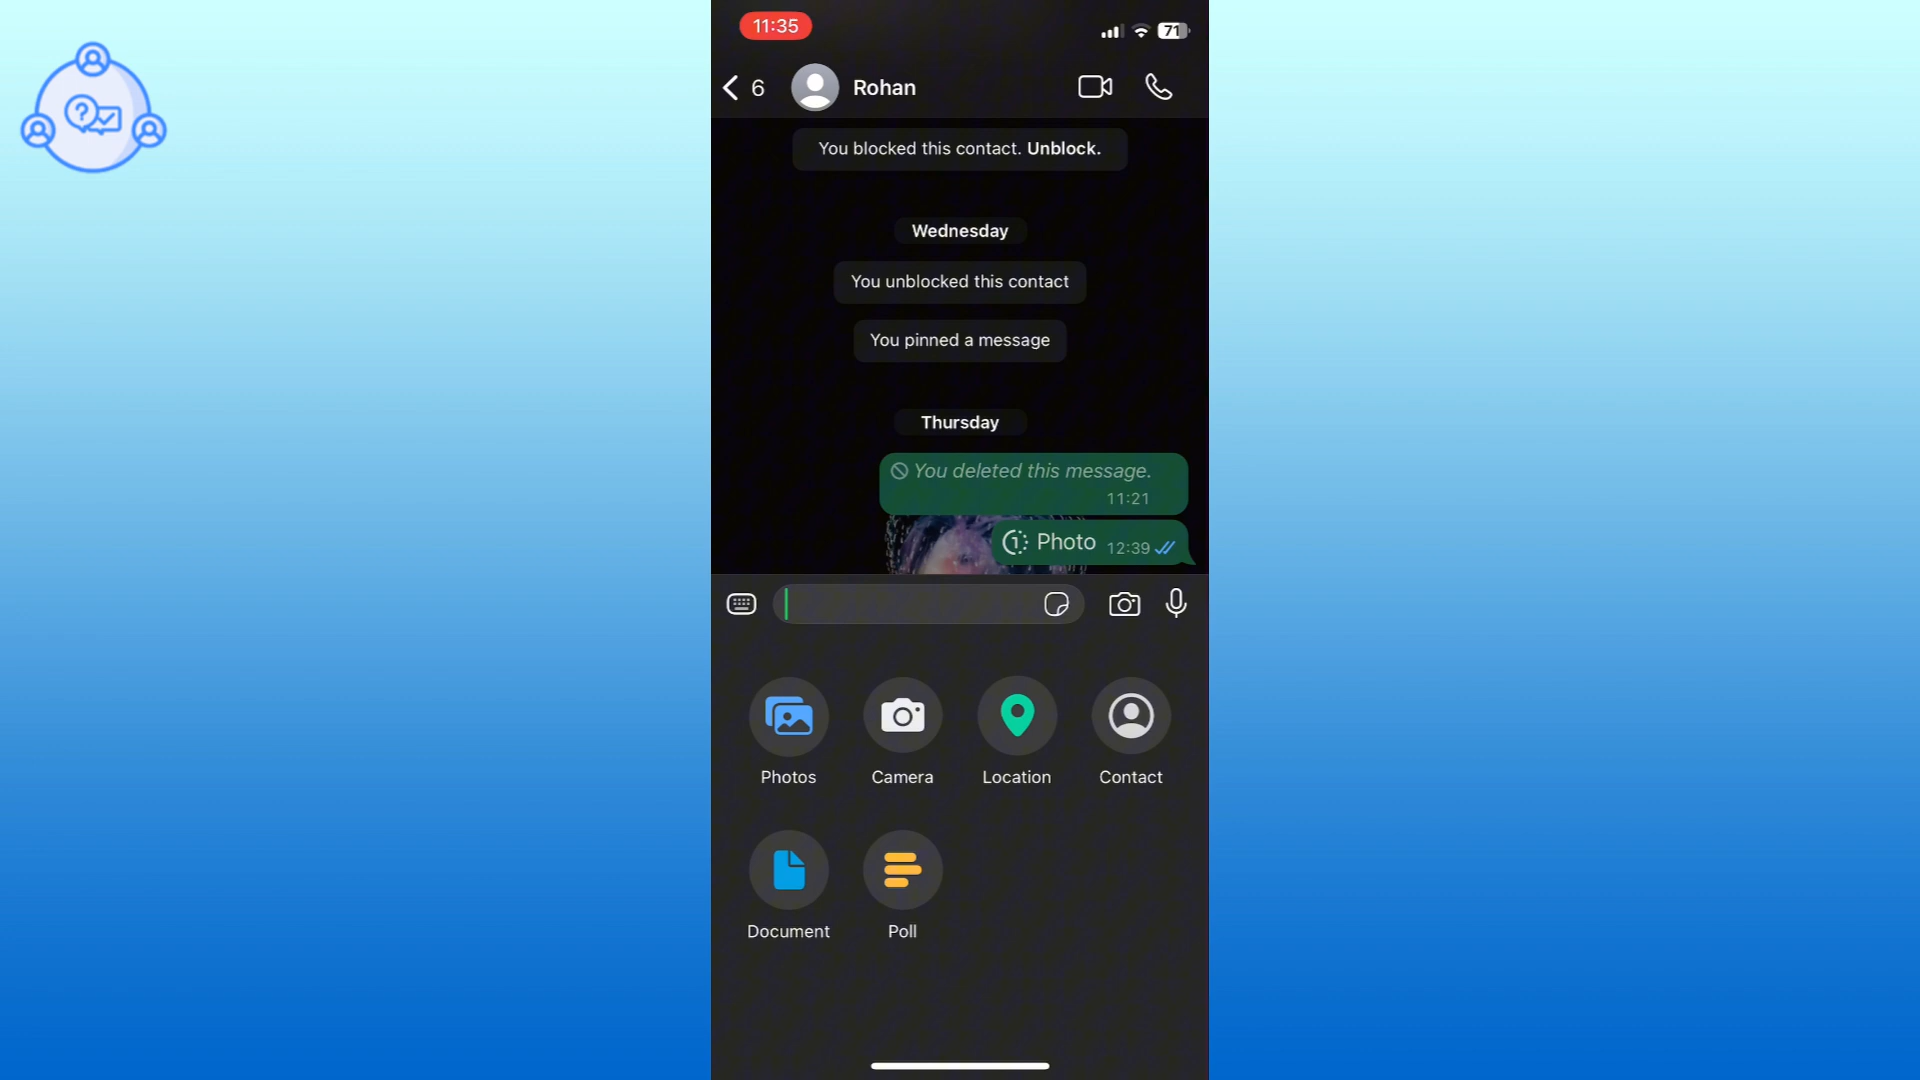 11:35
71
6
Rohan
You blocked this contact. Unblock.
Wednesday
You unblocked this contact
You pinned a message
Thursday
You deleted this message.
11:21
1 Photo 12:39
Photos
Camera
Location
Contact
Document
Poll